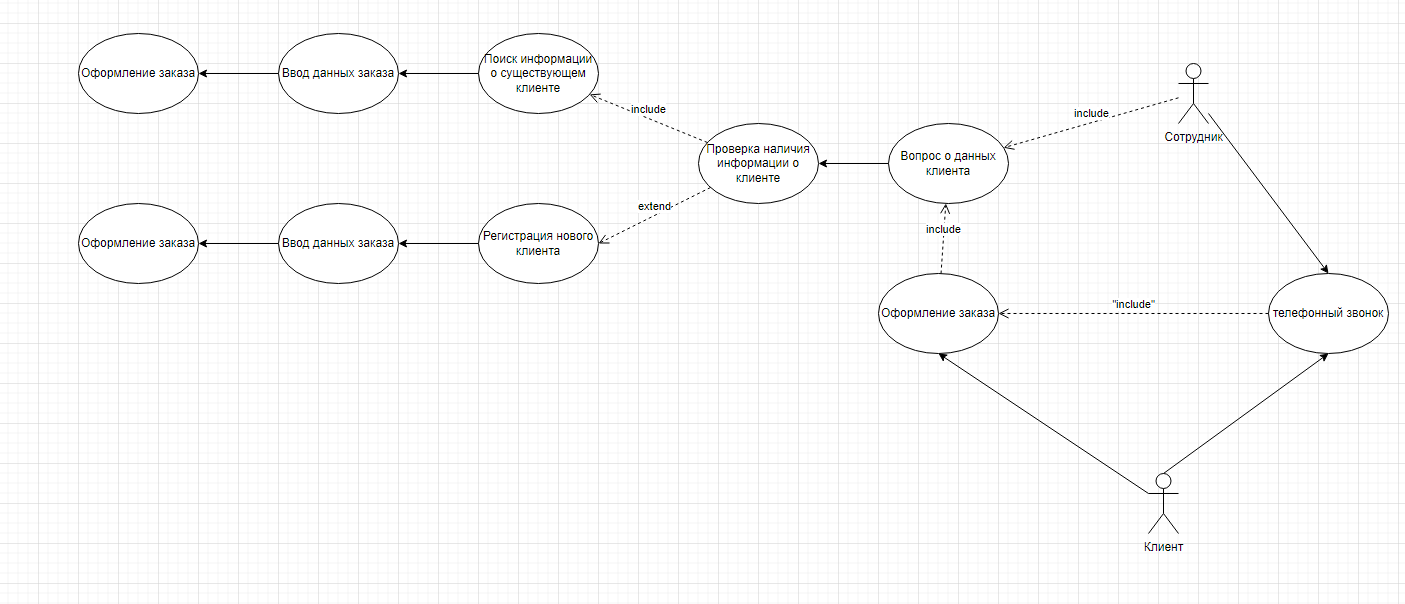 Оформление заказа
Ввод данных заказа
Поиск информации
о существующем
клиенте
include
include
Сотрудник
Проверка наличия
информации о
клиенте
Вопрос о данных
клиента
extend
include
Оформление заказа
Ввод данных заказа
Регистрация нового
клиента
Оформление заказа
"include"
телефонный звонок
Клиент